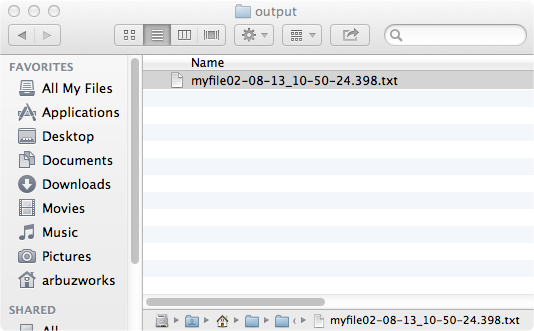 output
FAVORITES
All My Files
Applications
Desktop
Documents
Downloads
Movies
Music
Pictures
arbuzworks
SHARED
All
Name
myfile02-08-13_10-50-24.398.txt
myfile02-08-13_10-50-24.398.txt